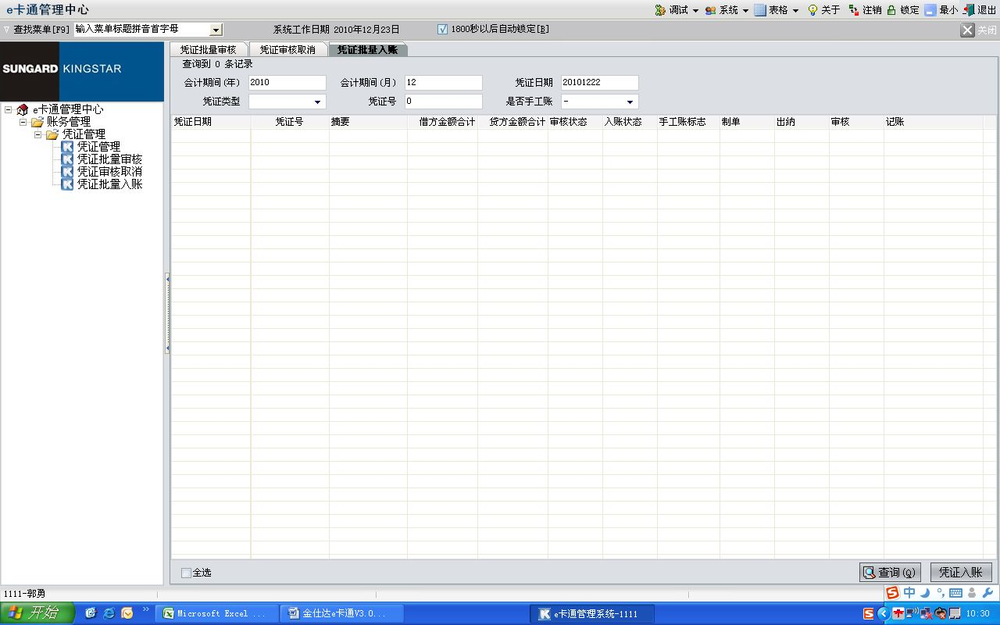 e卡通管理中心 调试 系统 表格 关于 注销 锁定 最小 退出
查找菜单[F9] 输入菜单标题拼音首字母 系统工作日期 2010年12月23日 1800秒以后自动锁定[B] 关闭
SUNGARD KINGSTAR
e卡通管理中心
账务管理
凭证管理
凭证管理
凭证批量审核
凭证审核取消
凭证批量入账
凭证批量审核 凭证审核取消 凭证批量入账
查询到 0 条记录
会计期间(年) 2010 会计期间(月) 12 凭证日期 20101222
凭证类型 凭证号 0 是否手工账 -
凭证日期 凭证号 摘要 借方金额合计 贷方金额合计 审核状态 入账状态 手工账标志 制单 出纳 审核 记账
全选 查询(Q) 凭证入账
1111-郭勇
中
开始 Microsoft Excel ... 金仕达e卡通V3.0... e卡通管理系统-1111 10:30